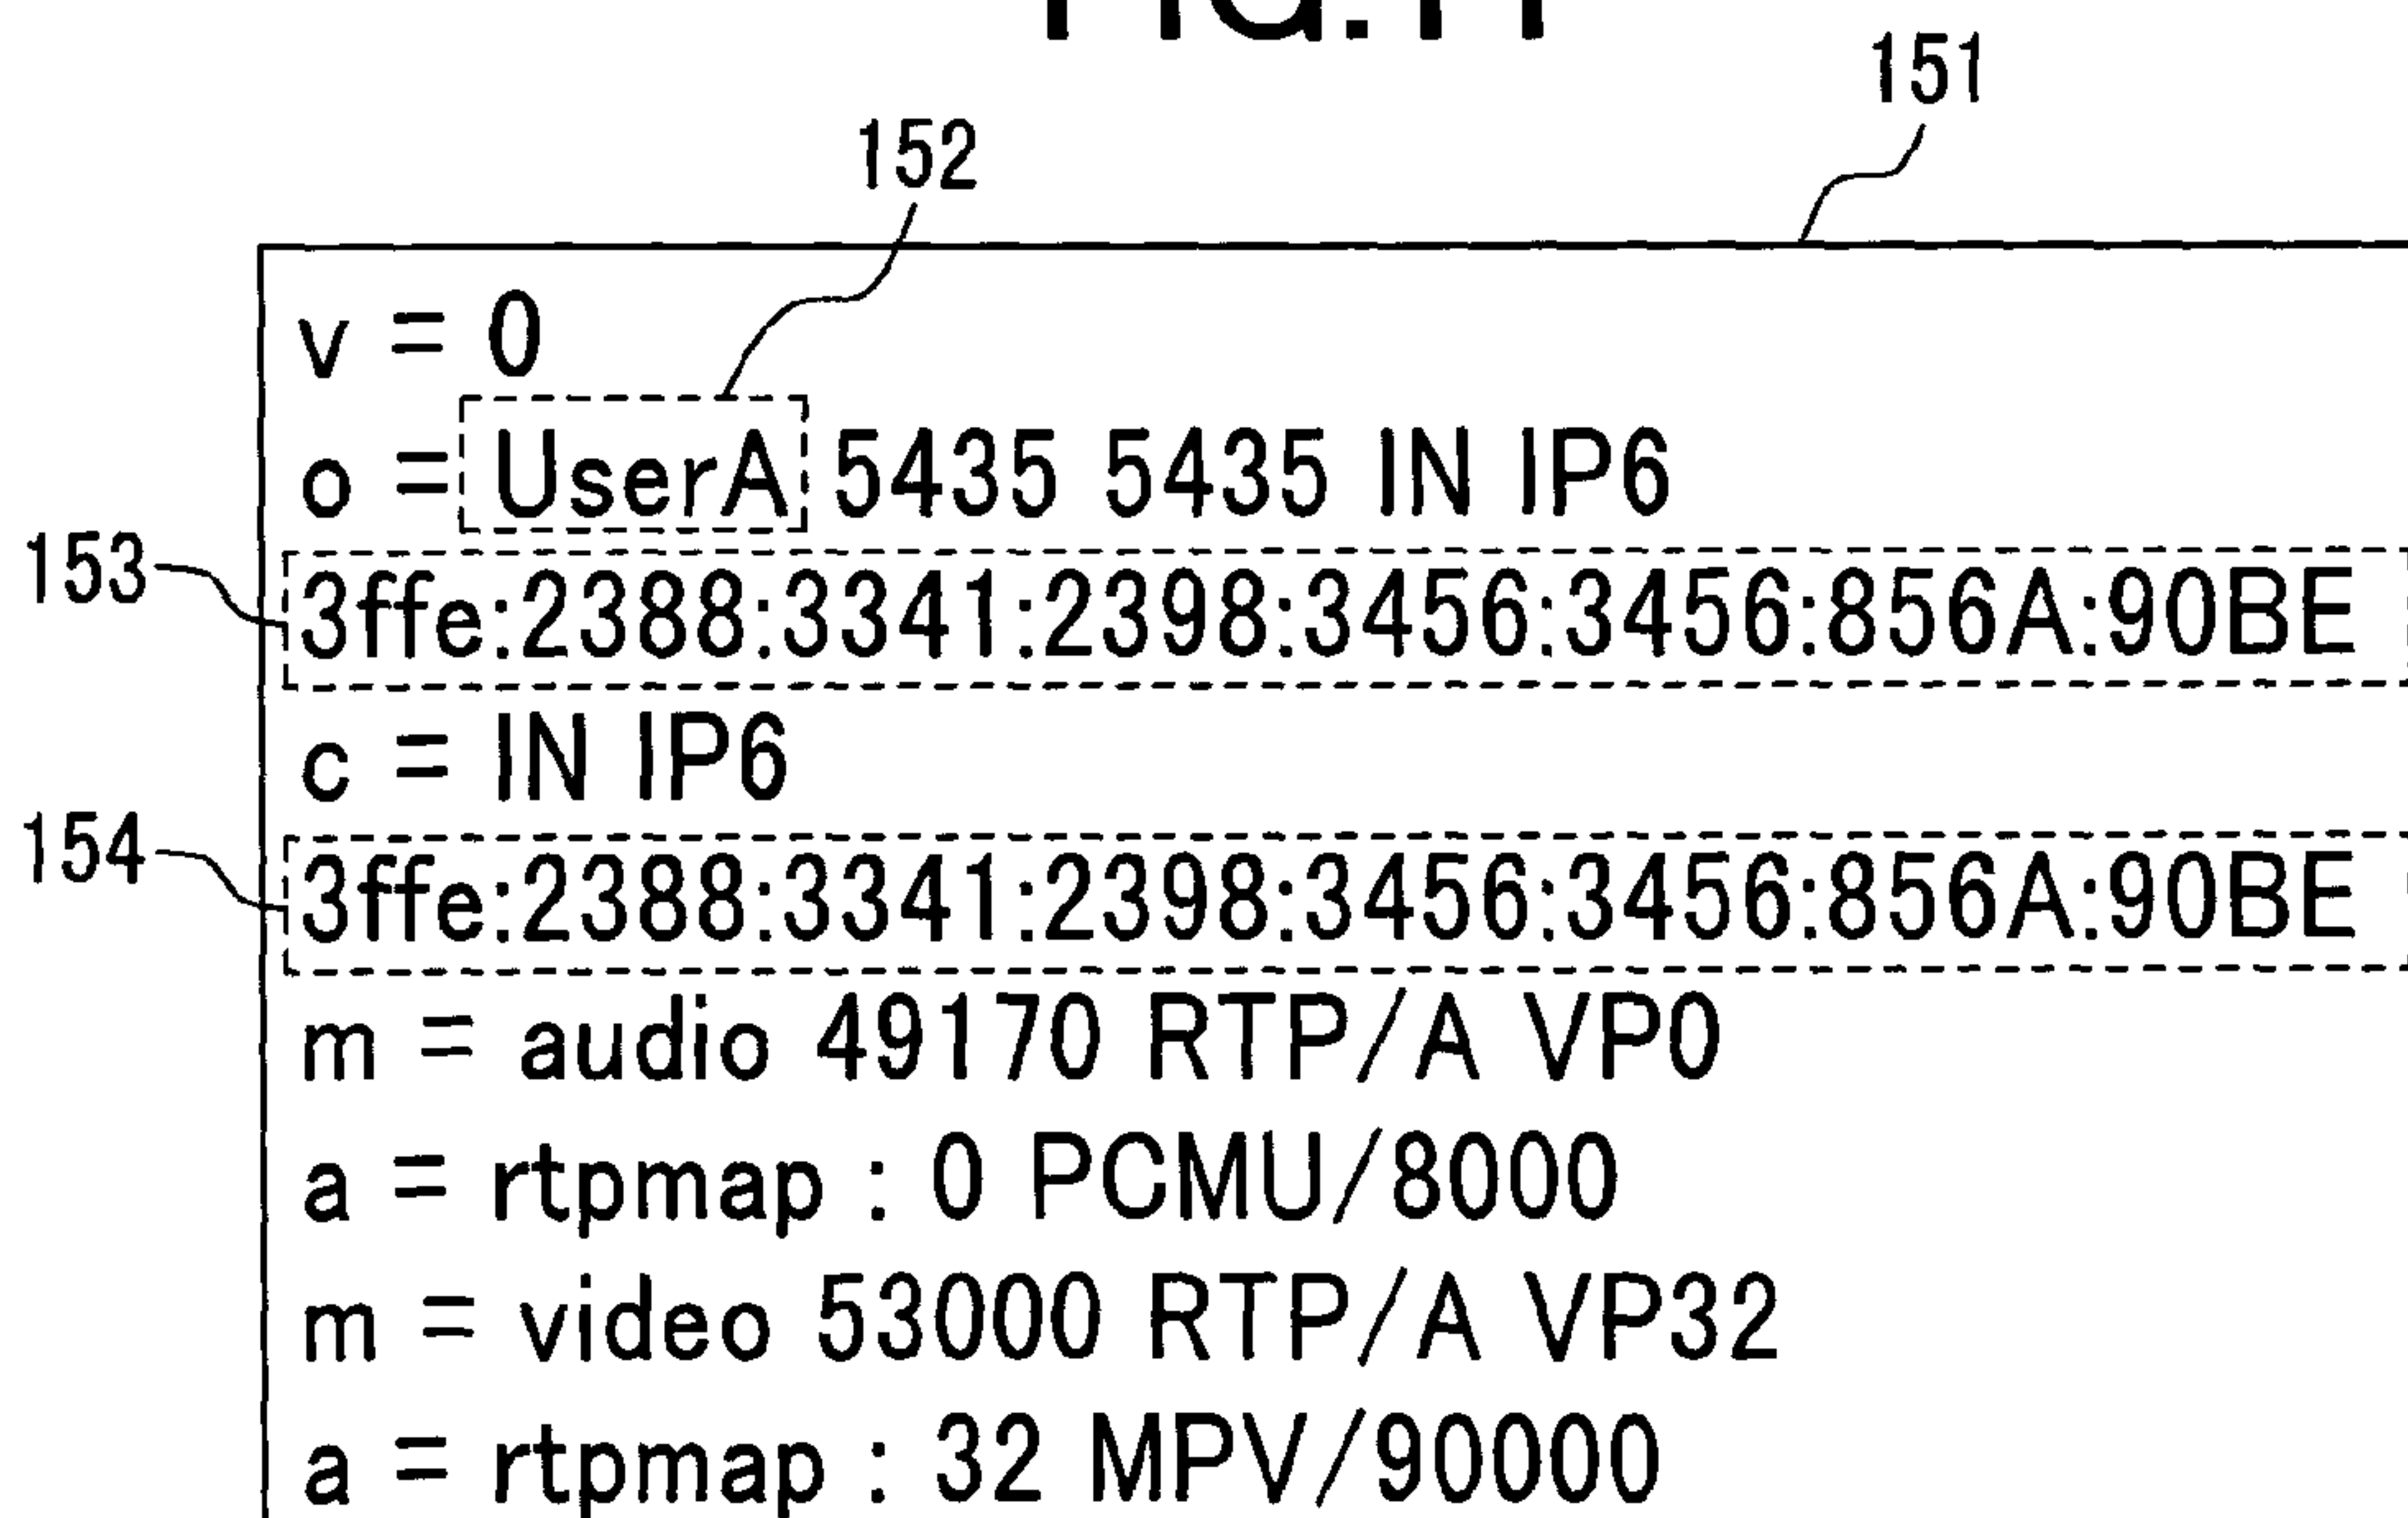 FIG.11
151
152
v = 0
o = UserA 5435 5435 IN IP6
153
3ffe:2388:3341:2398:3456:3456:856A:90BE
c = IN IP6
154
3ffe:2388:3341:2398:3456:3456:856A:90BE
m = audio 49170 RTP/A VP0
a = rtpmap : 0 PCMU/8000
m = video 53000 RTP/A VP32
a = rtpmap : 32 MPV/90000